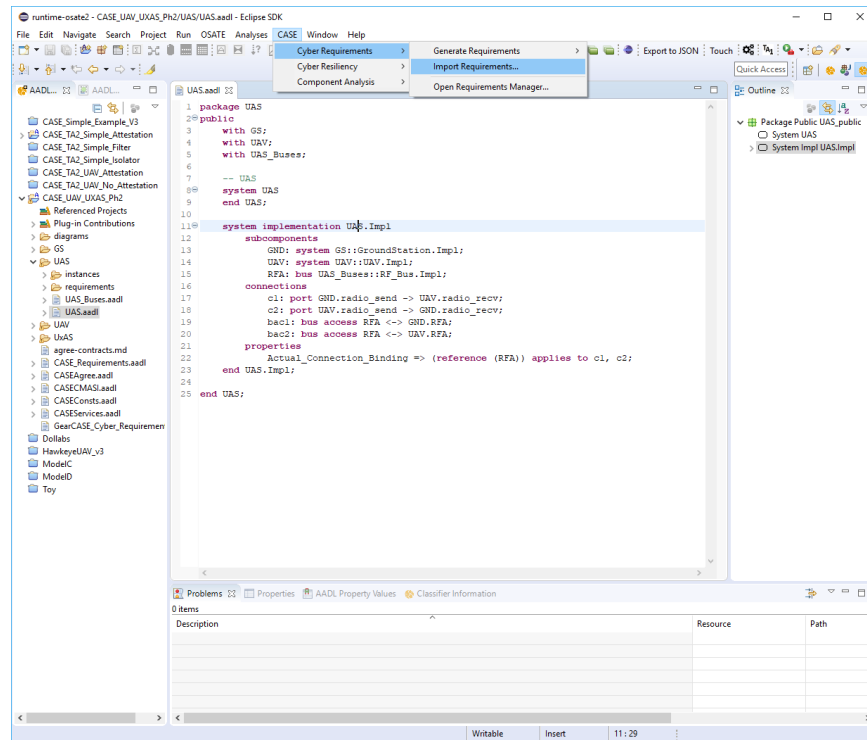 runtime-osate2 - CASE_UAV_UXAS_Ph2/UAS/UAS.aadl - Eclipse SDK
File Edit Navigate Search Project Run OSATE Analyses CASE Window Help
Cyber Requirements
Cyber Resiliency
Component Analysis
Generate Requirements
Import Requirements...
Open Requirements Manager...
Export to JSON Touch
Quick Access
AADL... AADL...
CASE_Simple_Example_V3
CASE_TA2_Simple_Attestation
CASE_TA2_Simple_Filter
CASE_TA2_Simple_Isolator
CASE_TA2_UAV_Attestation
CASE_TA2_UAV_No_Attestation
CASE_UAV_UXAS_Ph2
Referenced Projects
Plug-in Contributions
diagrams
GS
UAS
instances
requirements
UAS_Buses.aadl
UAS.aadl
UAV
UxAS
agree-contracts.md
CASE_Requirements.aadl
CASEAgree.aadl
CASECMASI.aadl
CASEConsts.aadl
CASEServices.aadl
GearCASE_Cyber_Requiremen
Dollabs
HawkeyeUAV_v3
ModelC
ModelD
Toy
UAS.aadl
1 package UAS
2 public
3 with GS;
4 with UAV;
5 with UAS_Buses;
6
7 -- UAS
8 system UAS
9 end UAS;
10
11 system implementation UAS.Impl
12 subcomponents
13 GND: system GS::GroundStation.Impl;
14 UAV: system UAV::UAV.Impl;
15 RFA: bus UAS_Buses::RF_Bus.Impl;
16 connections
17 c1: port GND.radio_send -> UAV.radio_recv;
18 c2: port UAV.radio_send -> GND.radio_recv;
19 bac1: bus access RFA <-> GND.RFA;
20 bac2: bus access RFA <-> UAV.RFA;
21 properties
22 Actual_Connection_Binding => (reference (RFA)) applies to c1, c2;
23 end UAS.Impl;
24
25 end UAS;
Outline
Package Public UAS_public
System UAS
System Impl UAS.Impl
Problems Properties AADL Property Values Classifier Information
0 items
Description Resource Path
Writable Insert 11 : 29